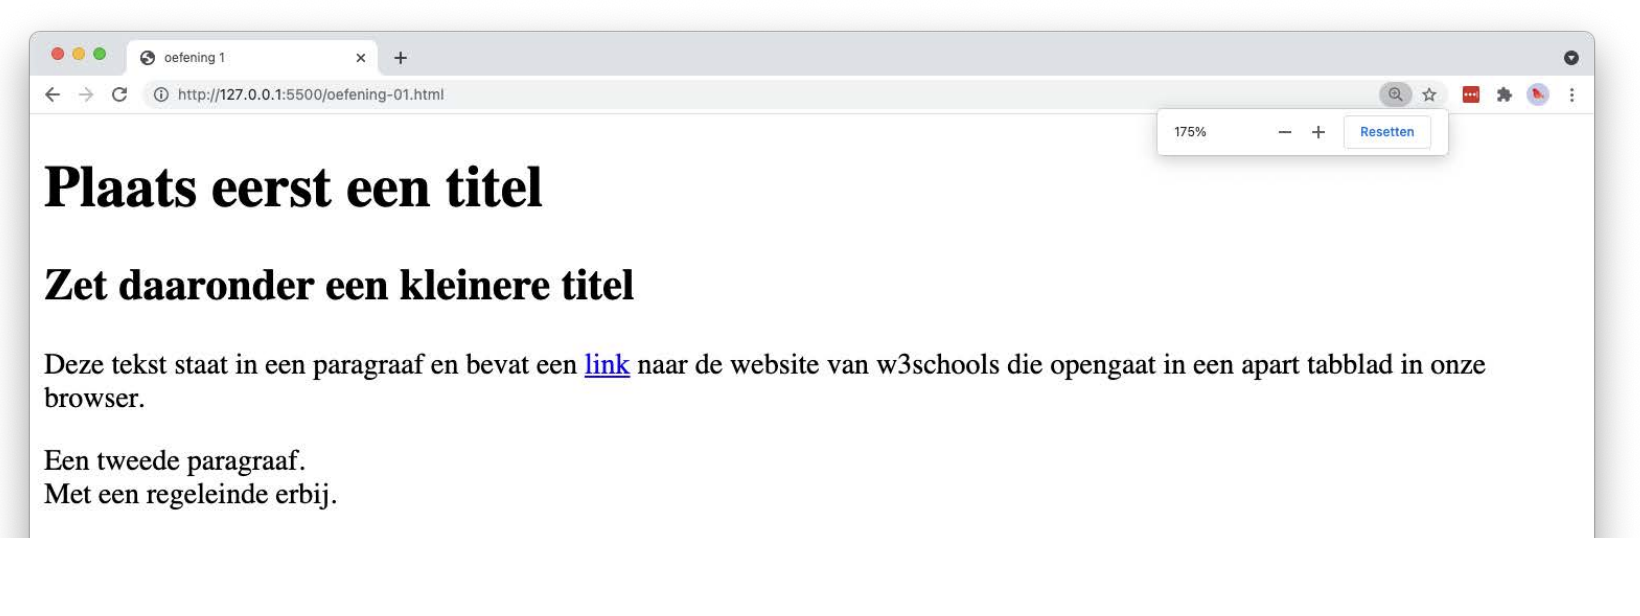 oefening 1
http://127.0.0.1:5500/oefening-01.html
175%
Resetten
Plaats eerst een titel
Zet daaronder een kleinere titel
Deze tekst staat in een paragraaf en bevat een link naar de website van w3schools die opengaat in een apart tabblad in onze
browser.
Een tweede paragraaf.
Met een regeleinde erbij.